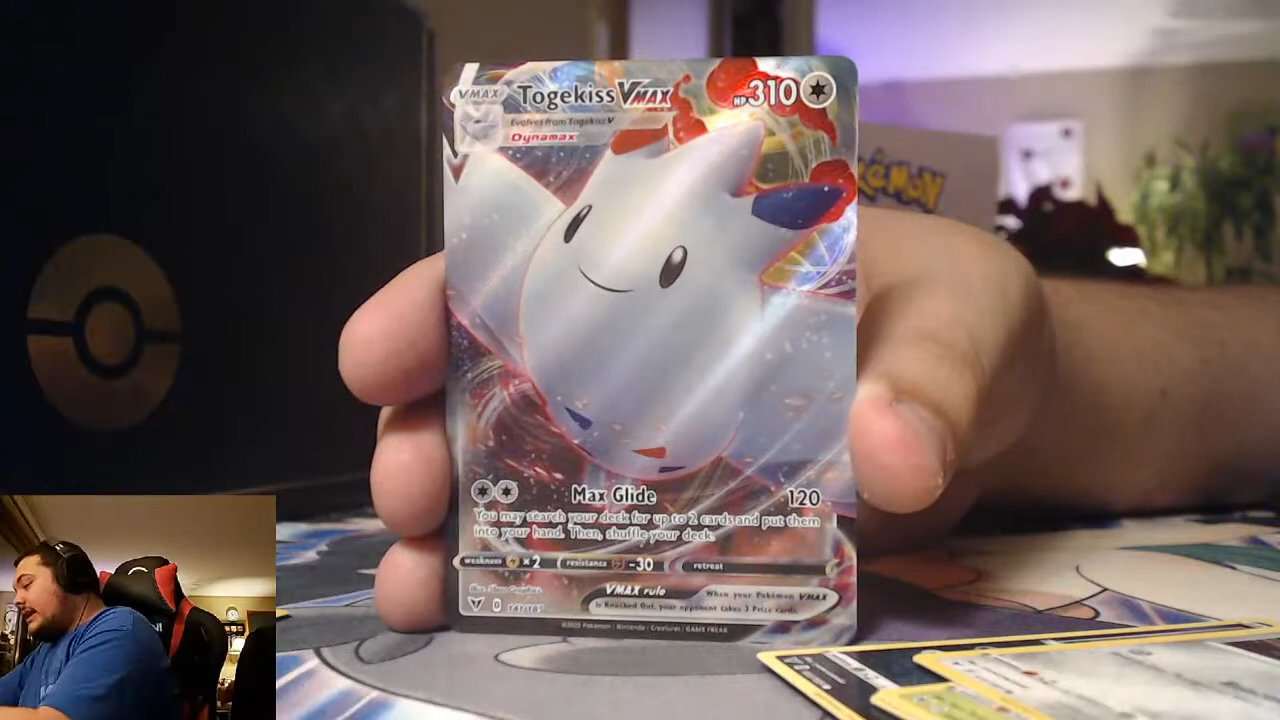 VMAX Togekiss VMAX HP 310
Evolves from Togekiss V
Dynamax
Pokémon
Max Glide 120
You may search your deck for up to 2 cards and put them
into your hand. Then, shuffle your deck.
weakness ×2 resistance -30 retreat
VMAX rule When your Pokémon VMAX
is Knocked Out, your opponent takes 3 Prize cards.
V D 141/185
©2020 Pokémon / Nintendo / Creatures / GAME FREAK